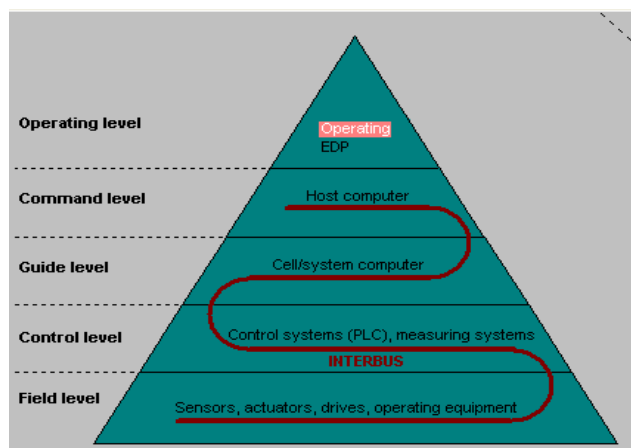 Operating level
Operating
EDP
Command level
Host computer
Guide level
Cell/system computer
Control level
Control systems (PLC), measuring systems
INTERBUS
Field level
Sensors, actuators, drives, operating equipment